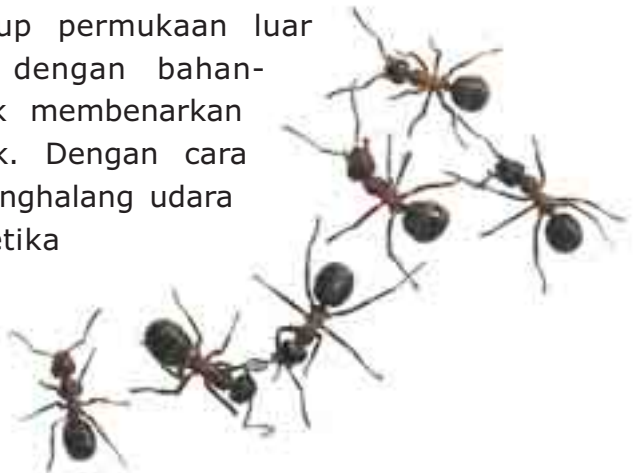 up permukaan luar
dengan bahan-
k membenarkan
k. Dengan cara
nghalang udara
etika